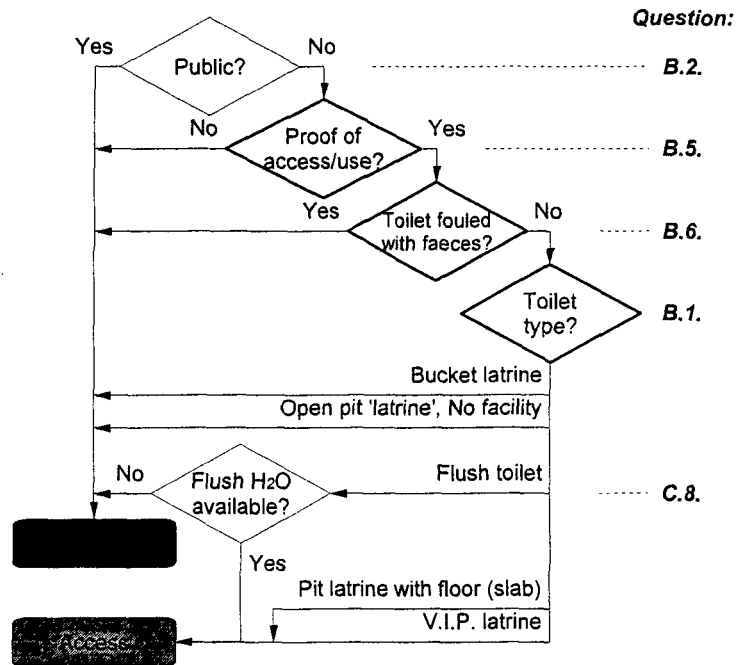 Question:
Yes
No
Public?
B.2.
No
Proof of
access/use?
Yes
B.5.
Yes
Toilet fouled
with faeces?
No
B.6.
Toilet
type?
B.1.
Bucket latrine
Open pit 'latrine', No facility
No
Flush H2O
available?
Flush toilet
C.8.
Yes
Pit latrine with floor (slab)
V.I.P. latrine
Access